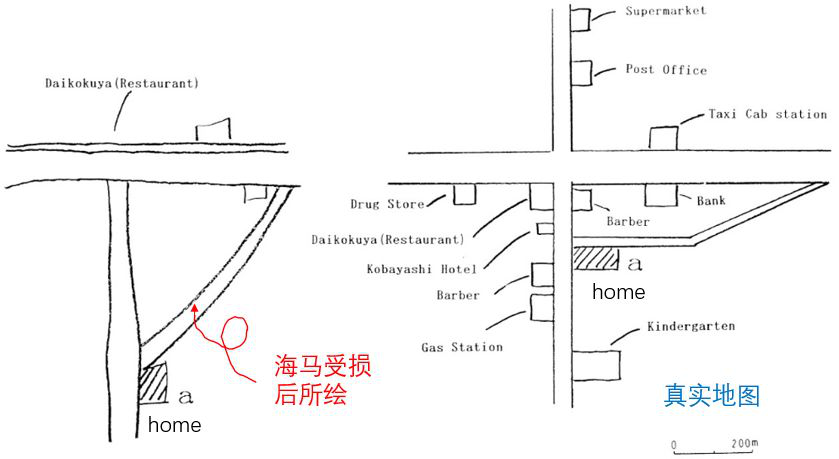 Daikokuya(Restaurant)
a
home
海马受损
后所绘
Supermarket
Post Office
Taxi Cab station
Drug Store
Daikokuya(Restaurant)
Kobayashi Hotel
Barber
Gas Station
Barber
Bank
a
home
Kindergarten
真实地图
0 200m